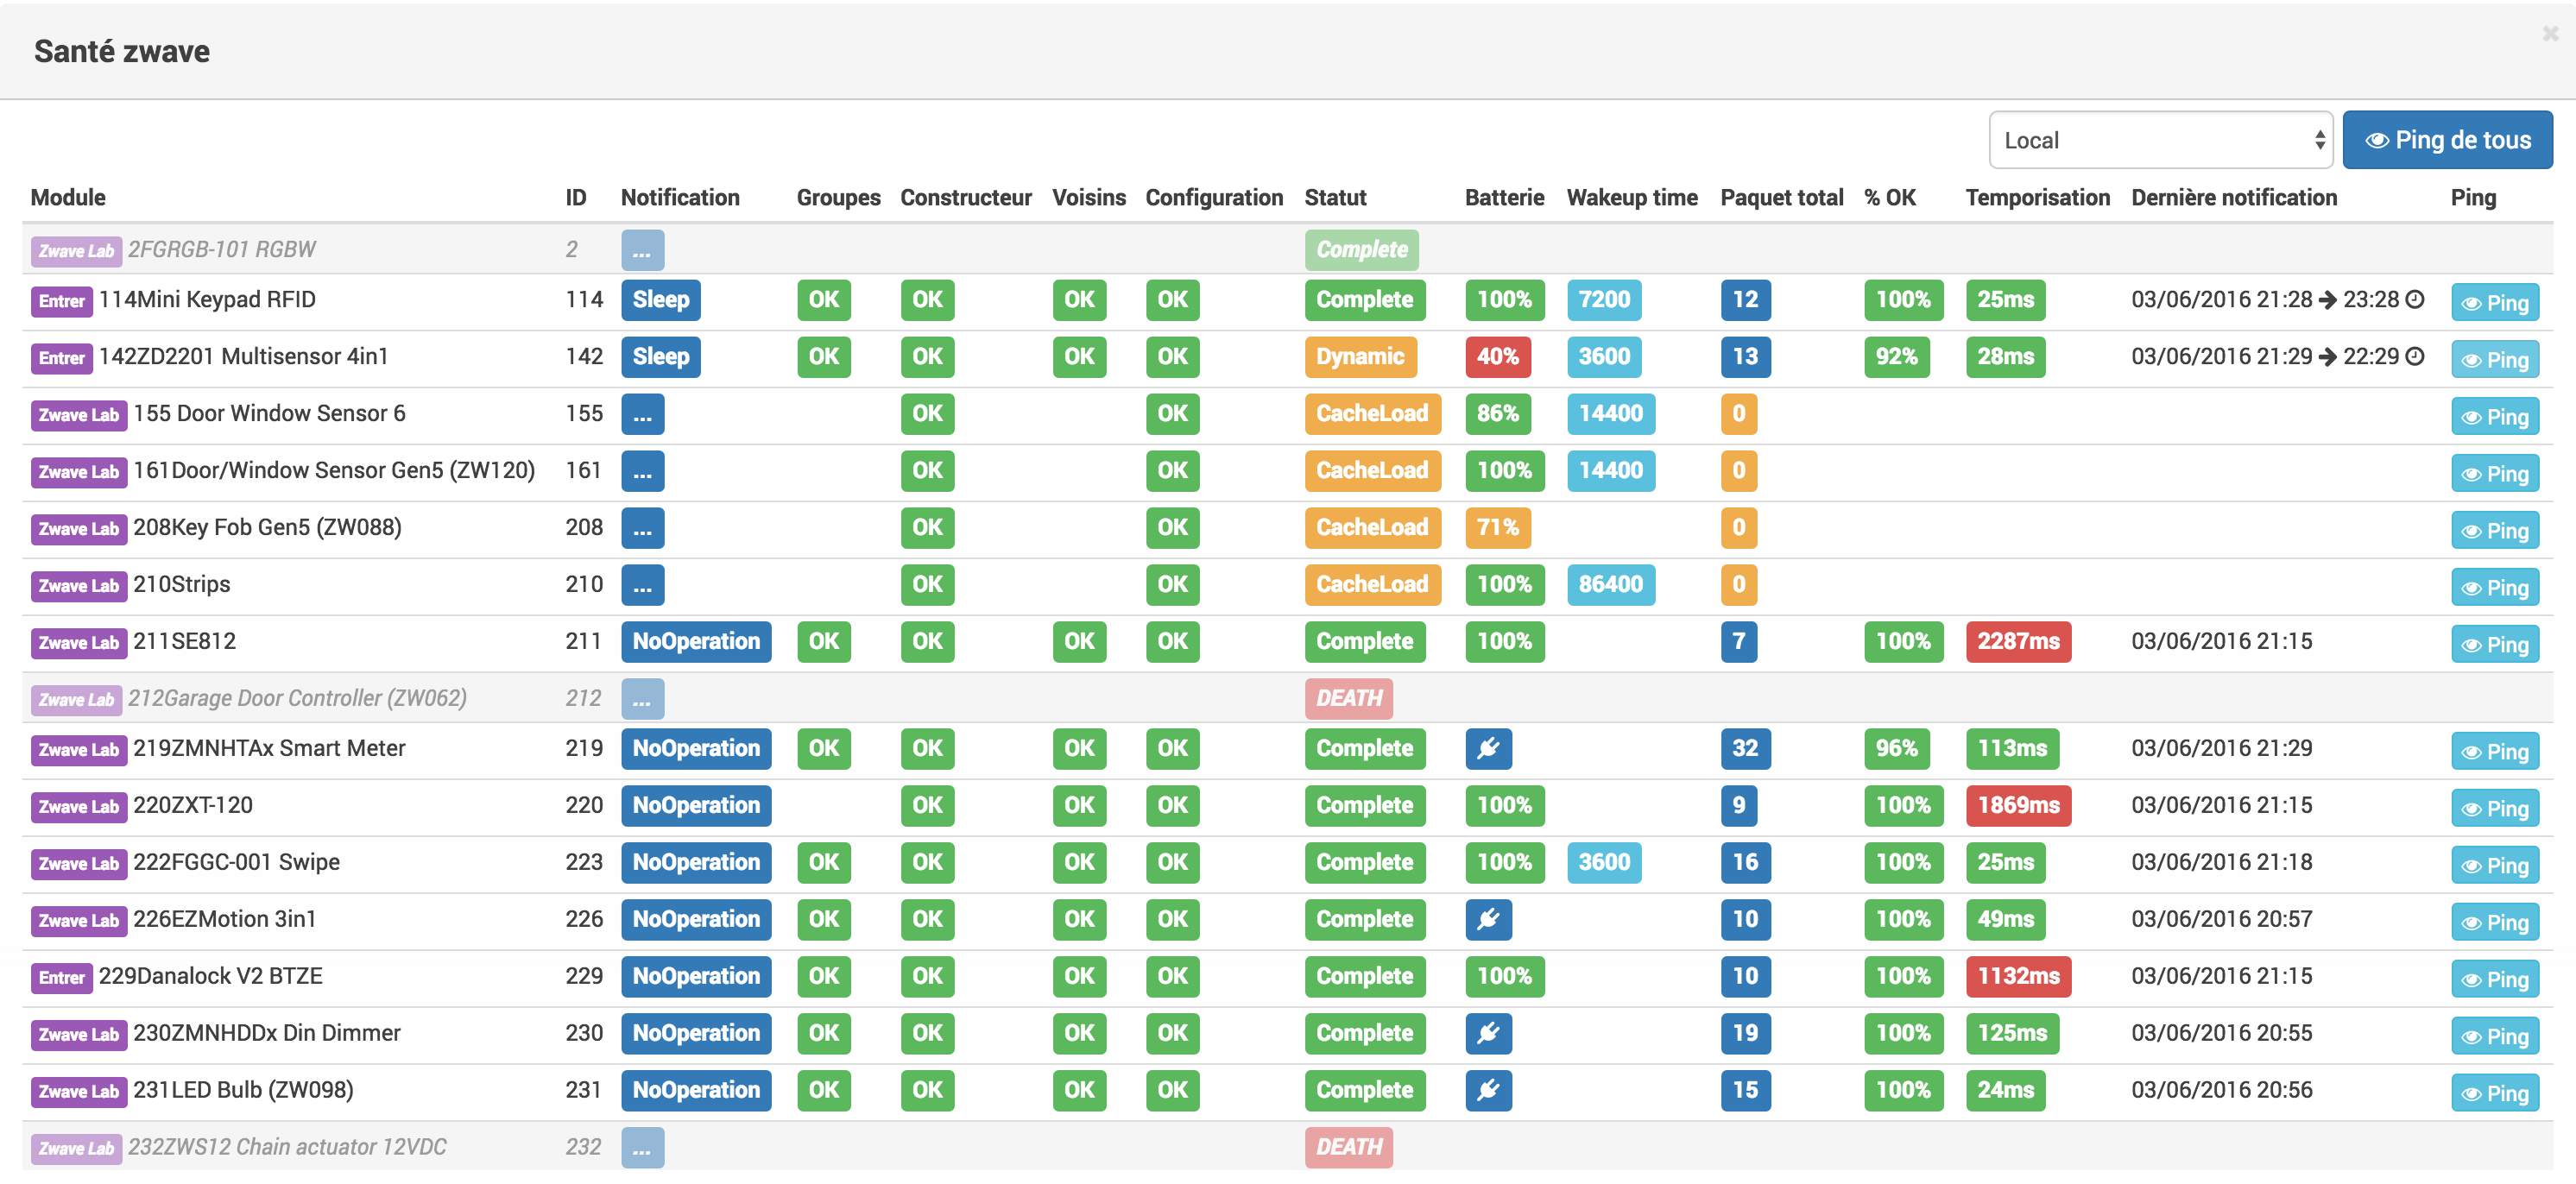 Santé zwave
×
Local Ping de tous
Module ID Notification Groupes Constructeur Voisins Configuration Statut Batterie Wakeup time Paquet total % OK Temporisation Dernière notification Ping
Zwave Lab 2FGRGB-101 RGBW 2 ... Complete
Entrer 114Mini Keypad RFID 114 Sleep OK OK OK OK Complete 100% 7200 12 100% 25ms 03/06/2016 21:28 ➔ 23:28 Ping
Entrer 142ZD2201 Multisensor 4in1 142 Sleep OK OK OK OK Dynamic 40% 3600 13 92% 28ms 03/06/2016 21:29 ➔ 22:29 Ping
Zwave Lab 155 Door Window Sensor 6 155 ... OK OK CacheLoad 86% 14400 0 Ping
Zwave Lab 161Door/Window Sensor Gen5 (ZW120) 161 ... OK OK CacheLoad 100% 14400 0 Ping
Zwave Lab 208Key Fob Gen5 (ZW088) 208 ... OK OK CacheLoad 71% 0 Ping
Zwave Lab 210Strips 210 ... OK OK CacheLoad 100% 86400 0 Ping
Zwave Lab 211SE812 211 NoOperation OK OK OK OK Complete 100% 7 100% 2287ms 03/06/2016 21:15 Ping
Zwave Lab 212Garage Door Controller (ZW062) 212 ... DEATH
Zwave Lab 219ZMNHTAx Smart Meter 219 NoOperation OK OK OK OK Complete 32 96% 113ms 03/06/2016 21:29 Ping
Zwave Lab 220ZXT-120 220 NoOperation OK OK OK Complete 100% 9 100% 1869ms 03/06/2016 21:15 Ping
Zwave Lab 222FGGC-001 Swipe 223 NoOperation OK OK OK OK Complete 100% 3600 16 100% 25ms 03/06/2016 21:18 Ping
Zwave Lab 226EZMotion 3in1 226 NoOperation OK OK OK OK Complete 10 100% 49ms 03/06/2016 20:57 Ping
Entrer 229Danalock V2 BTZE 229 NoOperation OK OK OK OK Complete 100% 10 100% 1132ms 03/06/2016 21:15 Ping
Zwave Lab 230ZMNHDDx Din Dimmer 230 NoOperation OK OK OK OK Complete 19 100% 125ms 03/06/2016 20:55 Ping
Zwave Lab 231LED Bulb (ZW098) 231 NoOperation OK OK OK OK Complete 15 100% 24ms 03/06/2016 20:56 Ping
Zwave Lab 232ZWS12 Chain actuator 12VDC 232 ... DEATH